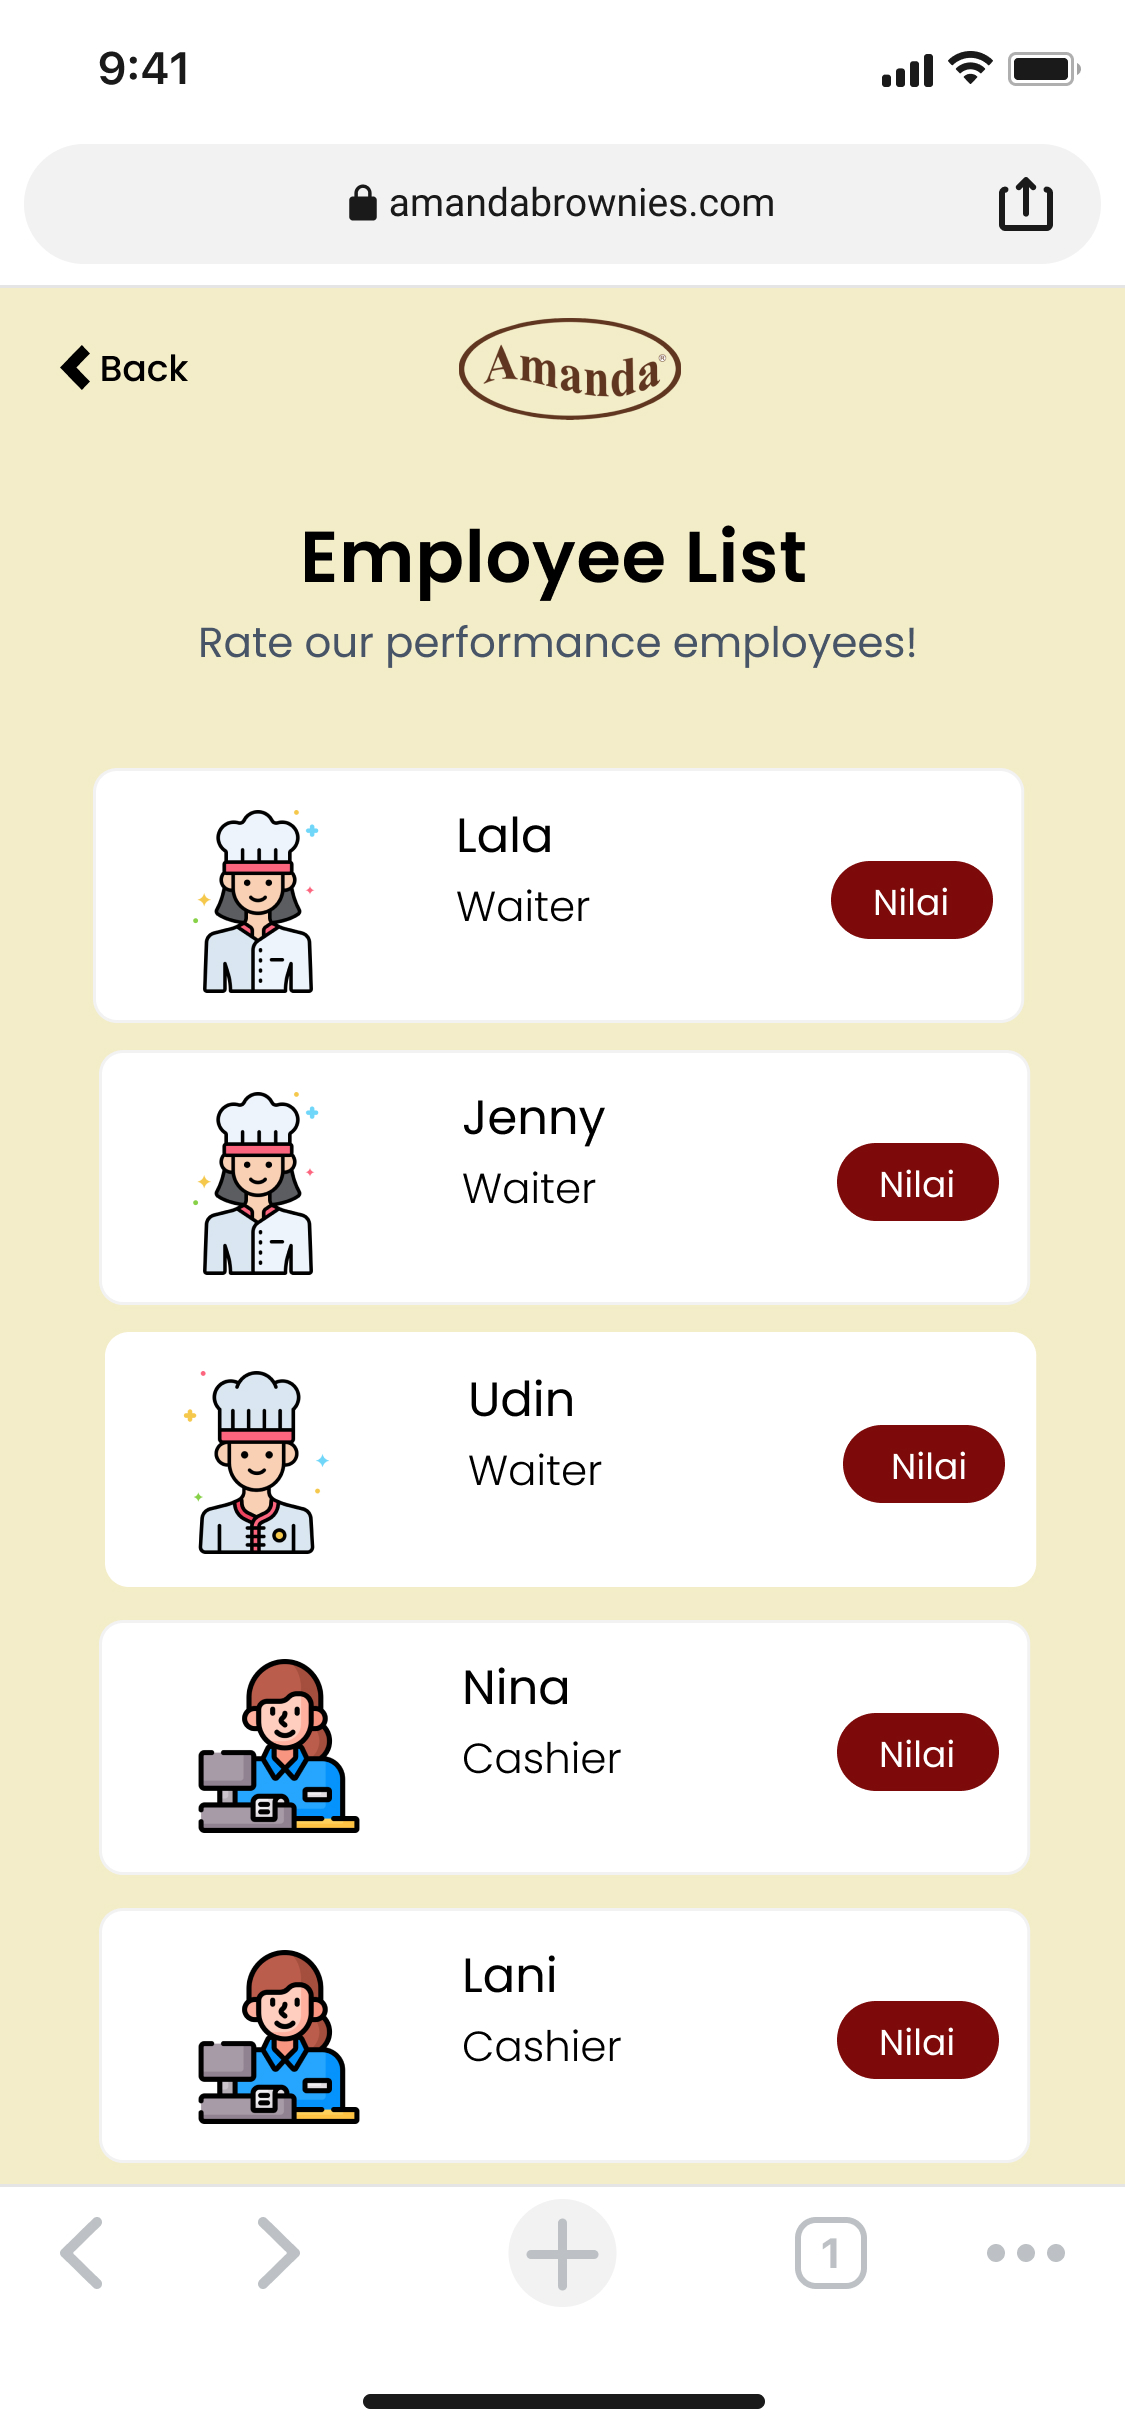 9:41
amandabrownies.com
Back
Amanda®
Employee List
Rate our performance employees!
Lala
Waiter
Nilai
Jenny
Waiter
Nilai
Udin
Waiter
Nilai
Nina
Cashier
Nilai
Lani
Cashier
Nilai
1